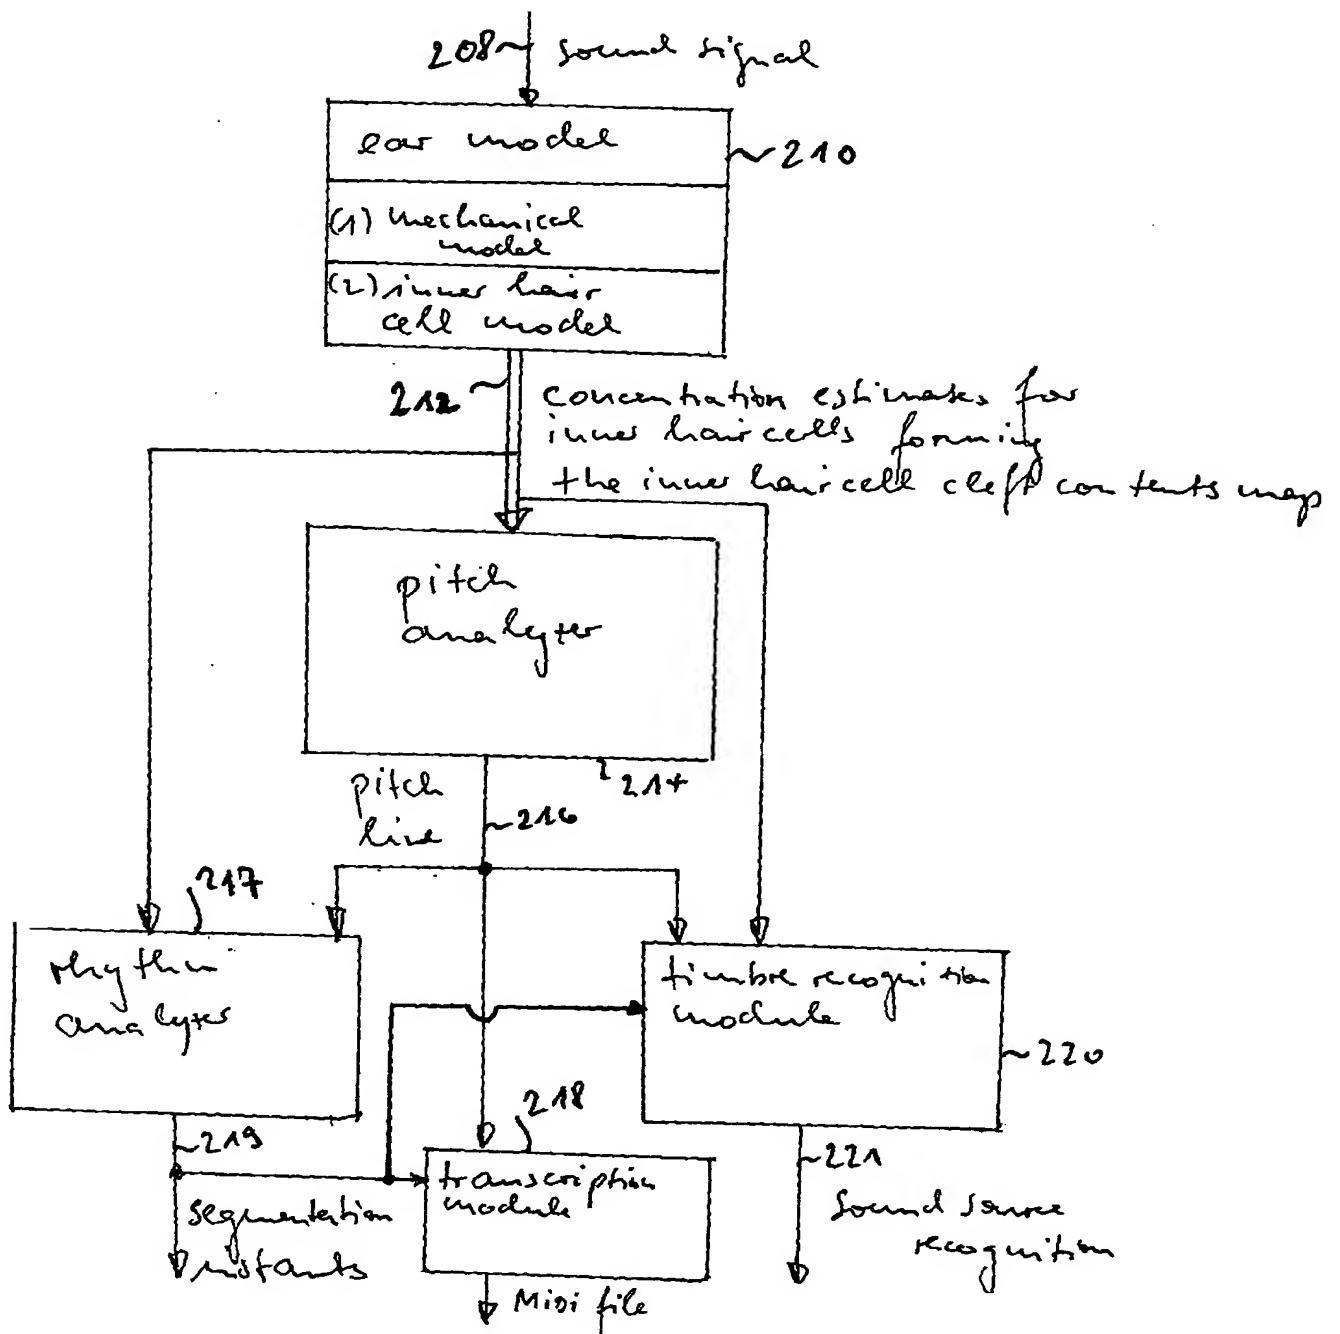 208 sound signal
ear model
210
(1) mechanical
model
(2) inner hair
cell model
212
concentration estimates for
inner hair cells forming
the inner hair cell cleft contents map
pitch
analyzer
214
pitch
line
216
217
rhythm
analyzer
timbre recognition
module
220
218
219
221
transcription
module
segmentation
instants
sound source
recognition
Midi file